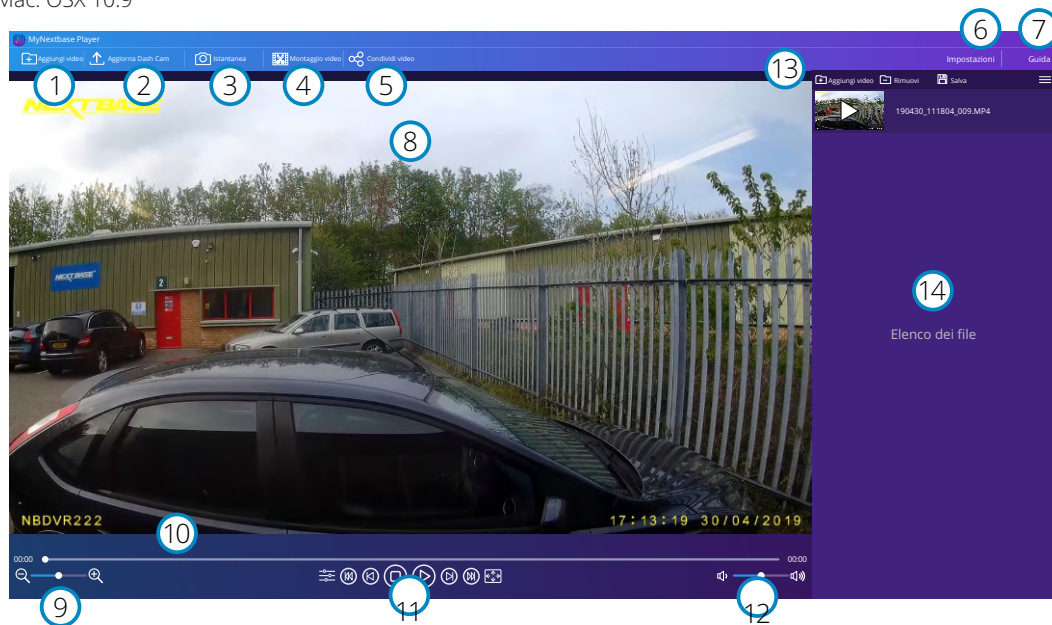 Mac: OSX 10.9
6
7
MyNextbase Player
Aggiungi video
Aggiorna Dash Cam
Istantanea
Montaggio video
Condividi video
Impostazioni
Guida
1
2
3
4
5
13
Aggiungi video
Rimuovi
Salva
NEXTBASE
190430_111804_009.MP4
8
NEXTBASE
2
14
Elenco dei file
NBDVR222
17:13:19 30/04/2019
10
00:00
00:00
9
11
12